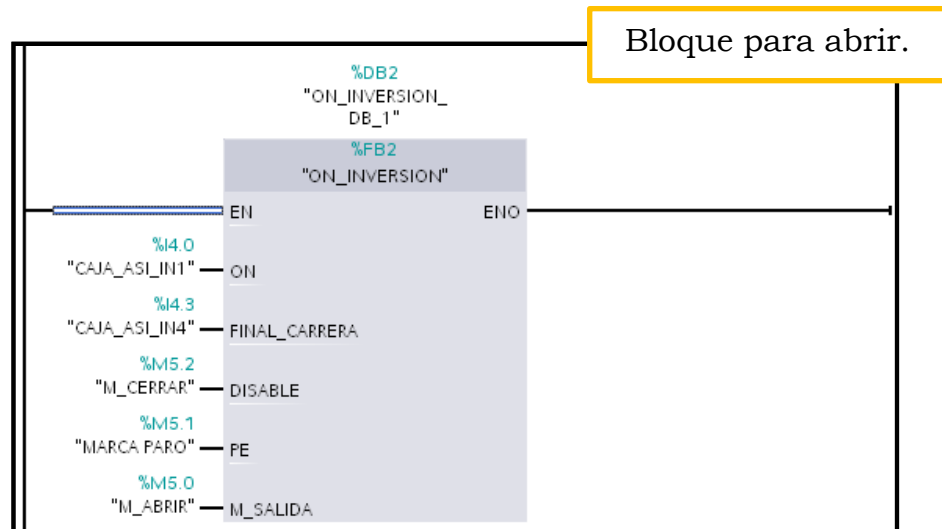 Bloque para abrir.
%DB2
"ON_INVERSION_
DB_1"
%FB2
"ON_INVERSION"
EN ENO
%I4.0
"CAJA_ASI_IN1" ON
%I4.3
"CAJA_ASI_IN4" FINAL_CARRERA
%M5.2
"M_CERRAR" DISABLE
%M5.1
"MARCA PARO" PE
%M5.0
"M_ABRIR" M_SALIDA